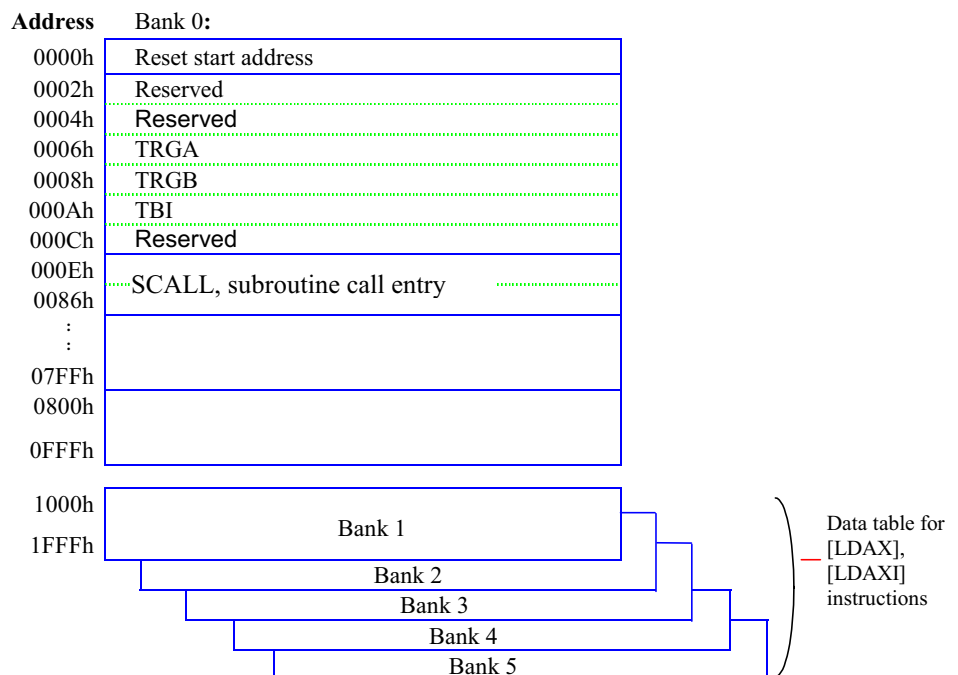 Address Bank 0:
0000h Reset start address
0002h Reserved
0004h Reserved
0006h TRGA
0008h TRGB
000Ah TBI
000Ch Reserved
000Eh
SCALL, subroutine call entry
0086h
:
:
07FFh
0800h
0FFFh
1000h
Bank 1
1FFFh
Bank 2
Bank 3
Bank 4
Bank 5
Data table for
[LDAX],
[LDAXI]
instructions